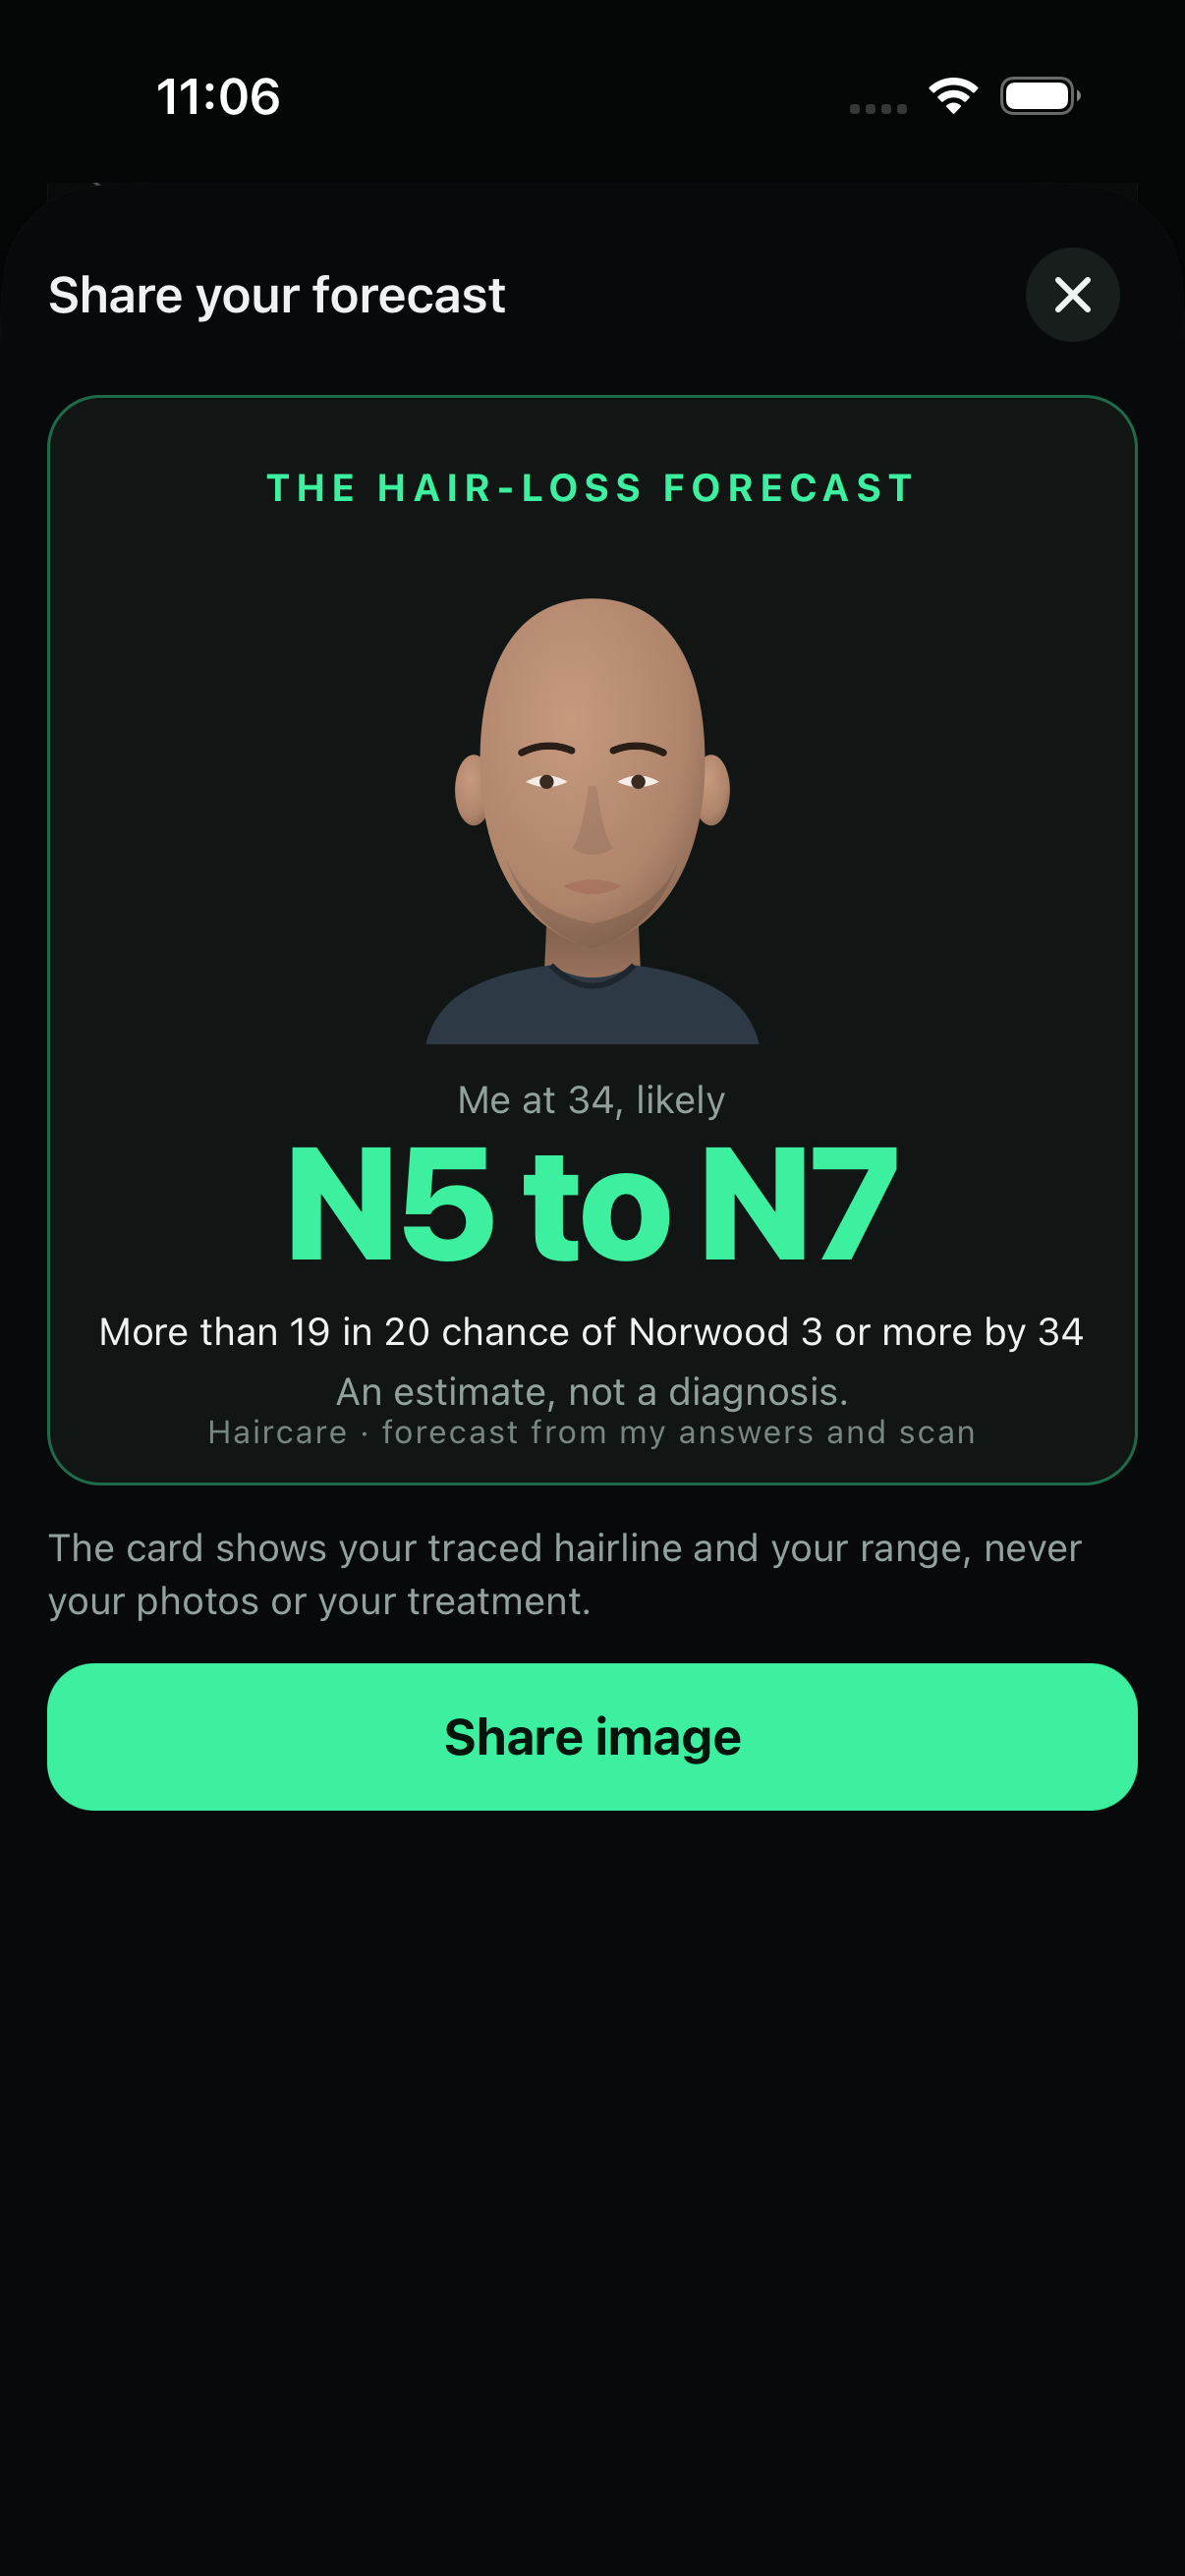 11:06
Share your forecast
THE HAIR-LOSS FORECAST
Me at 34, likely
N5 to N7
More than 19 in 20 chance of Norwood 3 or more by 34
An estimate, not a diagnosis.
Haircare · forecast from my answers and scan
The card shows your traced hairline and your range, never
your photos or your treatment.
Share image